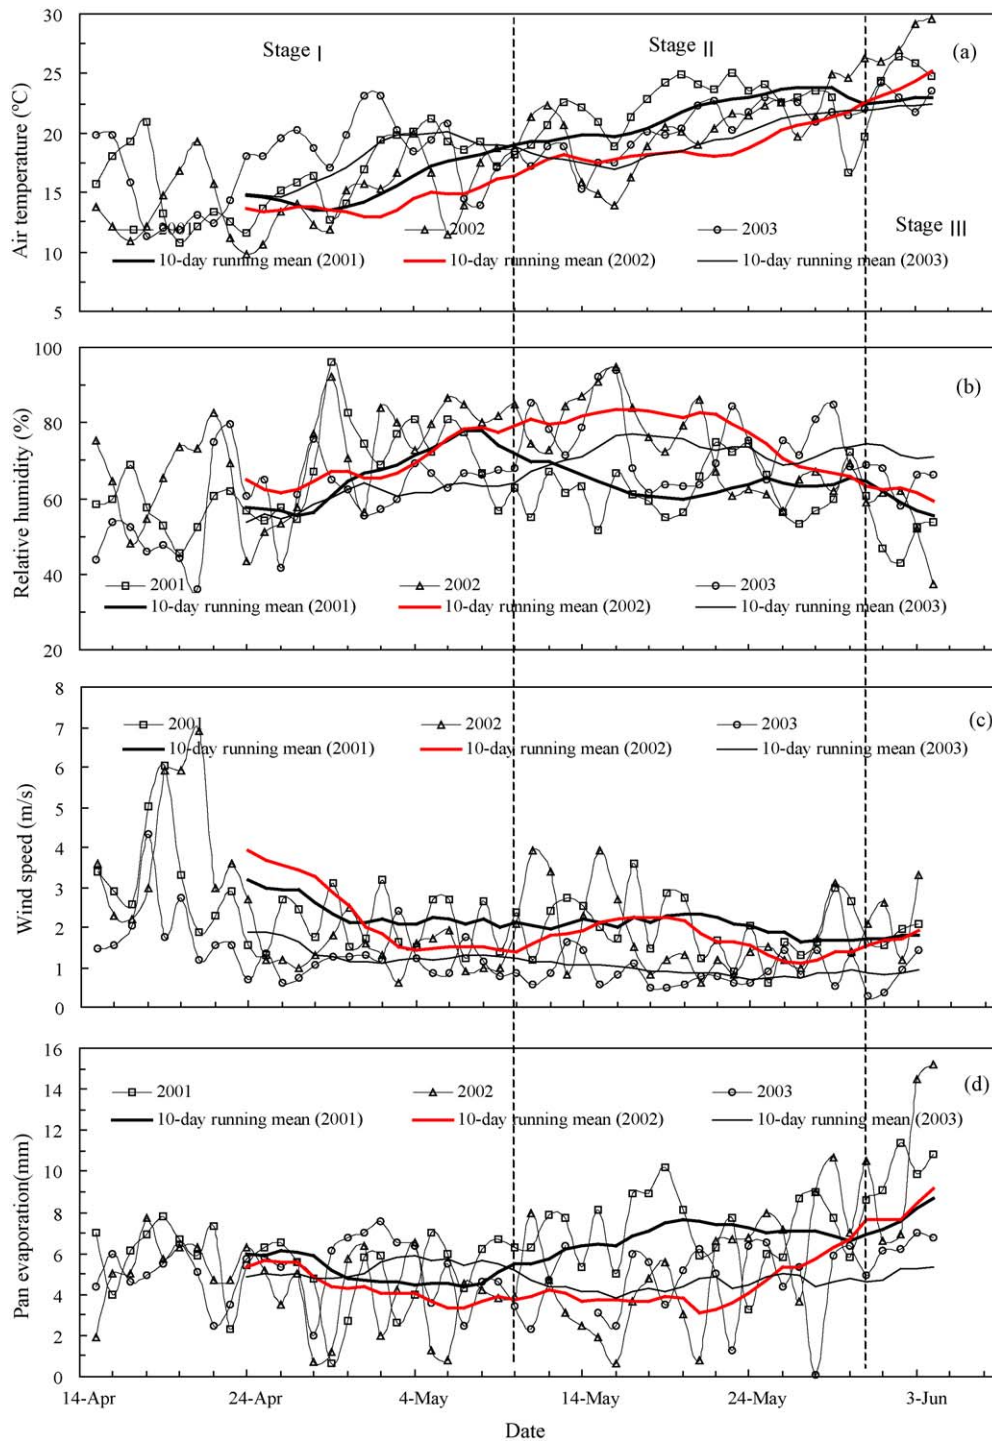 30
Stage I
Stage II
(a)
25
20
15
2001
2002
2003
Stage III
10
10-day running mean (2001)
10-day running mean (2002)
10-day running mean (2003)
5
Air temperature (°C)
100
(b)
80
60
40
2001
2002
2003
10-day running mean (2001)
10-day running mean (2002)
10-day running mean (2003)
20
Relative humidity (%)
8
7
2001
2002
2003
(c)
10-day running mean (2001)
10-day running mean (2002)
10-day running mean (2003)
6
5
4
3
2
1
0
Wind speed (m/s)
16
14
2001
2002
2003
(d)
10-day running mean (2001)
10-day running mean (2002)
10-day running mean (2003)
12
10
8
6
4
2
0
Pan evaporation(mm)
14-Apr
24-Apr
4-May
14-May
24-May
3-Jun
Date